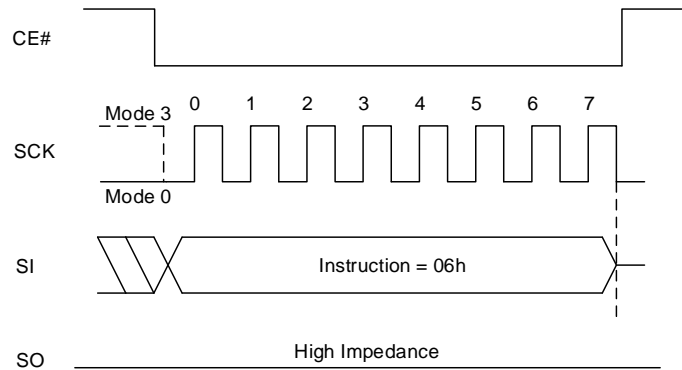 CE#
Mode 3 0 1 2 3 4 5 6 7
SCK
Mode 0
SI Instruction = 06h
SO High Impedance